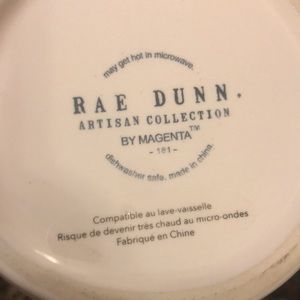 may get hot in microwave.
RAE DUNN.
ARTISAN COLLECTION
BY MAGENTA™
- 181 -
dishwasher safe. made in china.
Compatible au lave-vaisselle
Risque de devenir très chaud au micro-ondes
Fabriqué en Chine